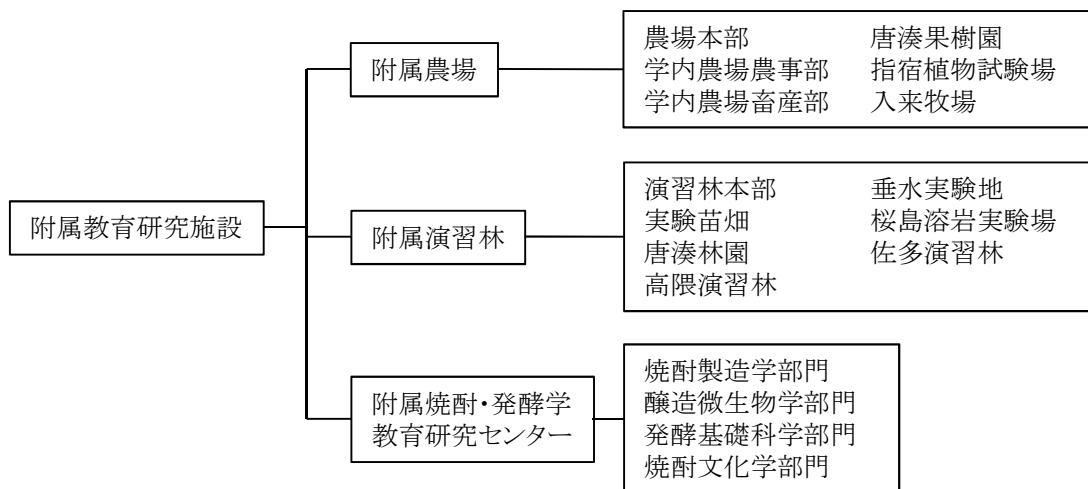 附属教育研究施設
附属農場
農場本部
学内農場農事部
学内農場畜産部
唐湊果樹園
指宿植物試験場
入来牧場
附属演習林
演習林本部
実験苗畑
唐湊林園
高隈演習林
垂水実験地
桜島溶岩実験場
佐多演習林
附属焼酎・発酵学
教育研究センター
焼酎製造学部門
醸造微生物学部門
発酵基礎科学部門
焼酎文化学部門